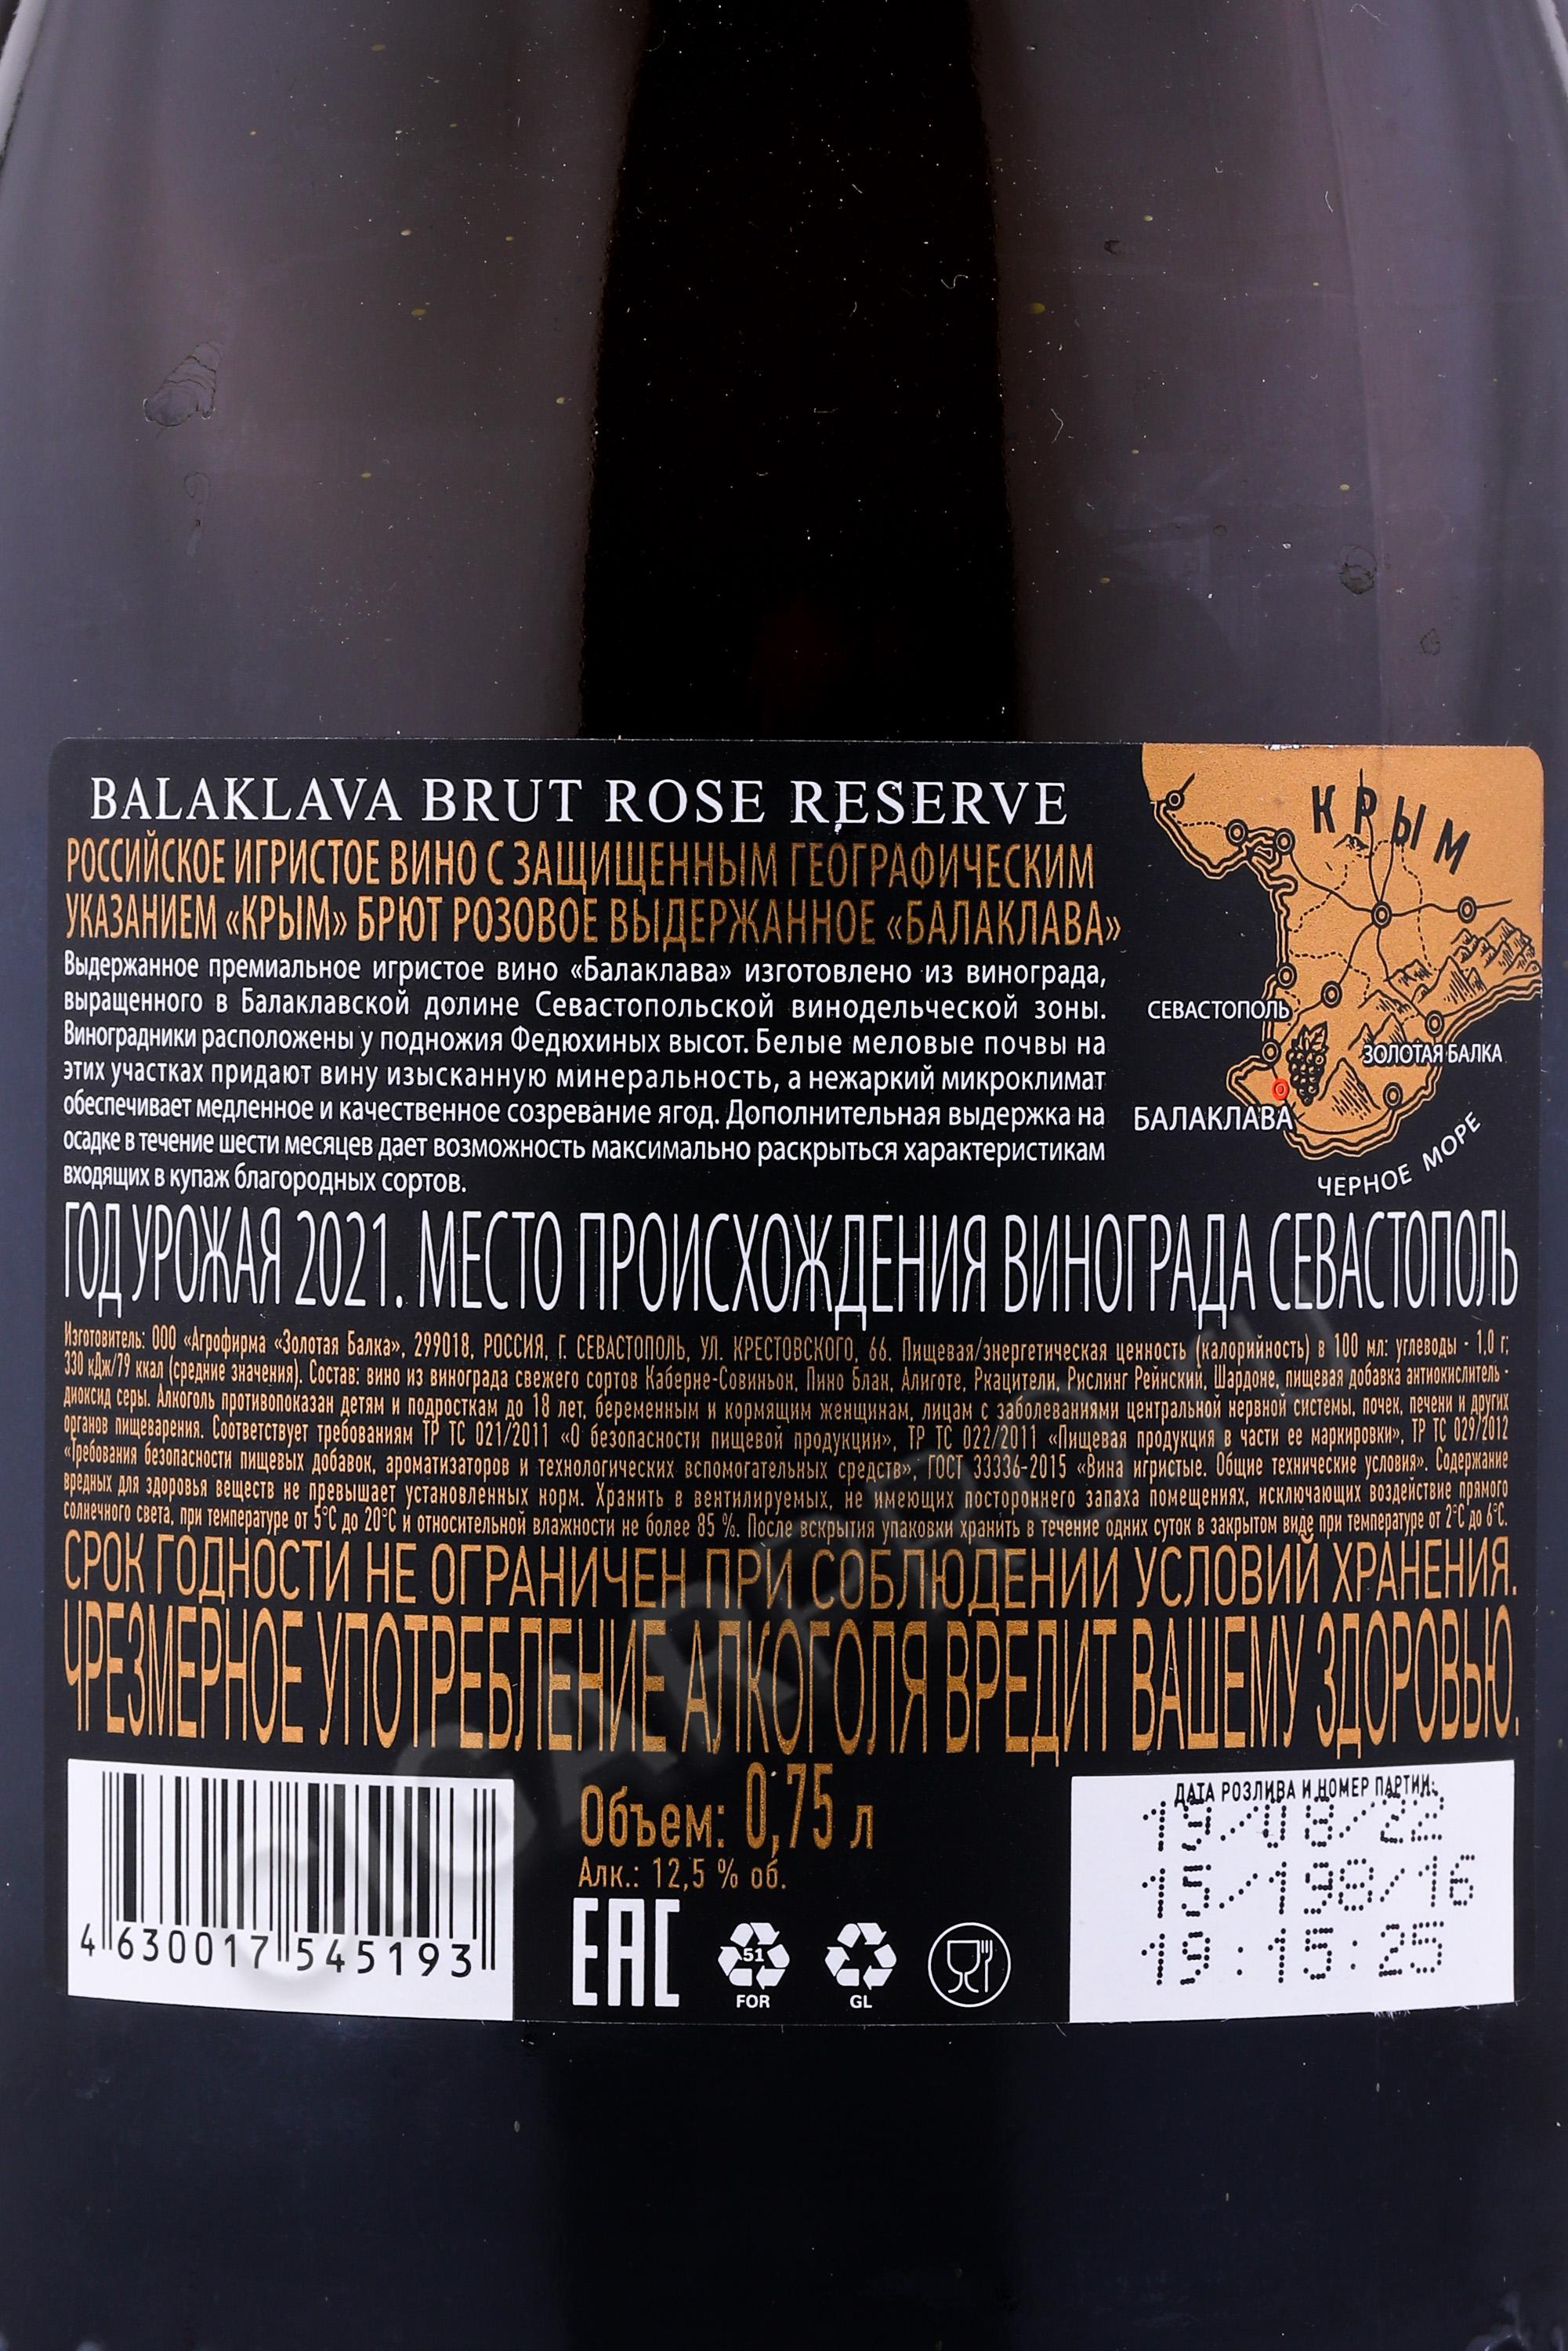 BALAKLAVA BRUT ROSE RESERVE
РОССИЙСКОЕ ИГРИСТОЕ ВИНО С ЗАЩИЩЕННЫМ ГЕОГРАФИЧЕСКИМ
УКАЗАНИЕМ «КРЫМ» БРЮТ РОЗОВОЕ ВЫДЕРЖАННОЕ «БАЛАКЛАВА»
Выдержанное премиальное игристое вино «Балаклава» изготовлено из винограда,
выращенного в Балаклавской долине Севастопольской винодельческой зоны.
Виноградники расположены у подножия Федюхиных высот. Белые меловые почвы на
этих участках придают вину изысканную минеральность, а нежаркий микроклимат
обеспечивает медленное и качественное созревание ягод. Дополнительная выдержка на
осадке в течение шести месяцев дает возможность максимально раскрыться характеристикам
входящих в купаж благородных сортов.
КРЫМ
СЕВАСТОПОЛЬ
ЗОЛОТАЯ БАЛКА
БАЛАКЛАВА
ЧЕРНОЕ МОРЕ
ГОД УРОЖАЯ 2021. МЕСТО ПРОИСХОЖДЕНИЯ ВИНОГРАДА СЕВАСТОПОЛЬ
Изготовитель: ООО «Агрофирма «Золотая Балка», 299018, РОССИЯ, Г. СЕВАСТОПОЛЬ, УЛ. КРЕСТОВСКОГО, 66. Пищевая/энергетическая ценность (калорийность) в 100 мл: углеводы - 1,0 г;
330 кДж/79 ккал (средние значения). Состав: вино из винограда свежего сортов Каберне-Совиньон, Пино Блан, Алиготе, Ркацители, Рислинг Рейнский, Шардоне, пищевая добавка антиокислитель -
диоксид серы. Алкоголь противопоказан детям и подросткам до 18 лет, беременным и кормящим женщинам, лицам с заболеваниями центральной нервной системы, почек, печени и других
органов пищеварения. Соответствует требованиям ТР ТС 021/2011 «О безопасности пищевой продукции», ТР ТС 022/2011 «Пищевая продукция в части ее маркировки», ТР ТС 029/2012
«Требования безопасности пищевых добавок, ароматизаторов и технологических вспомогательных средств», ГОСТ 33336-2015 «Вина игристые. Общие технические условия». Содержание
вредных для здоровья веществ не превышает установленных норм. Хранить в вентилируемых, не имеющих постороннего запаха помещениях, исключающих воздействие прямого
солнечного света, при температуре от 5°С до 20°С и относительной влажности не более 85 %. После вскрытия упаковки хранить в течение одних суток в закрытом виде при температуре от 2°С до 6°С.
СРОК ГОДНОСТИ НЕ ОГРАНИЧЕН ПРИ СОБЛЮДЕНИИ УСЛОВИЙ ХРАНЕНИЯ.
ЧРЕЗМЕРНОЕ УПОТРЕБЛЕНИЕ АЛКОГОЛЯ ВРЕДИТ ВАШЕМУ ЗДОРОВЬЮ.
4 630017 545193
Объем: 0,75 л
Алк.: 12,5 % об.
EAC
51
FOR
GL
ДАТА РОЗЛИВА И НОМЕР ПАРТИИ:
19/08/22
15/198/16
19:15:25
CIGARPRO.RU